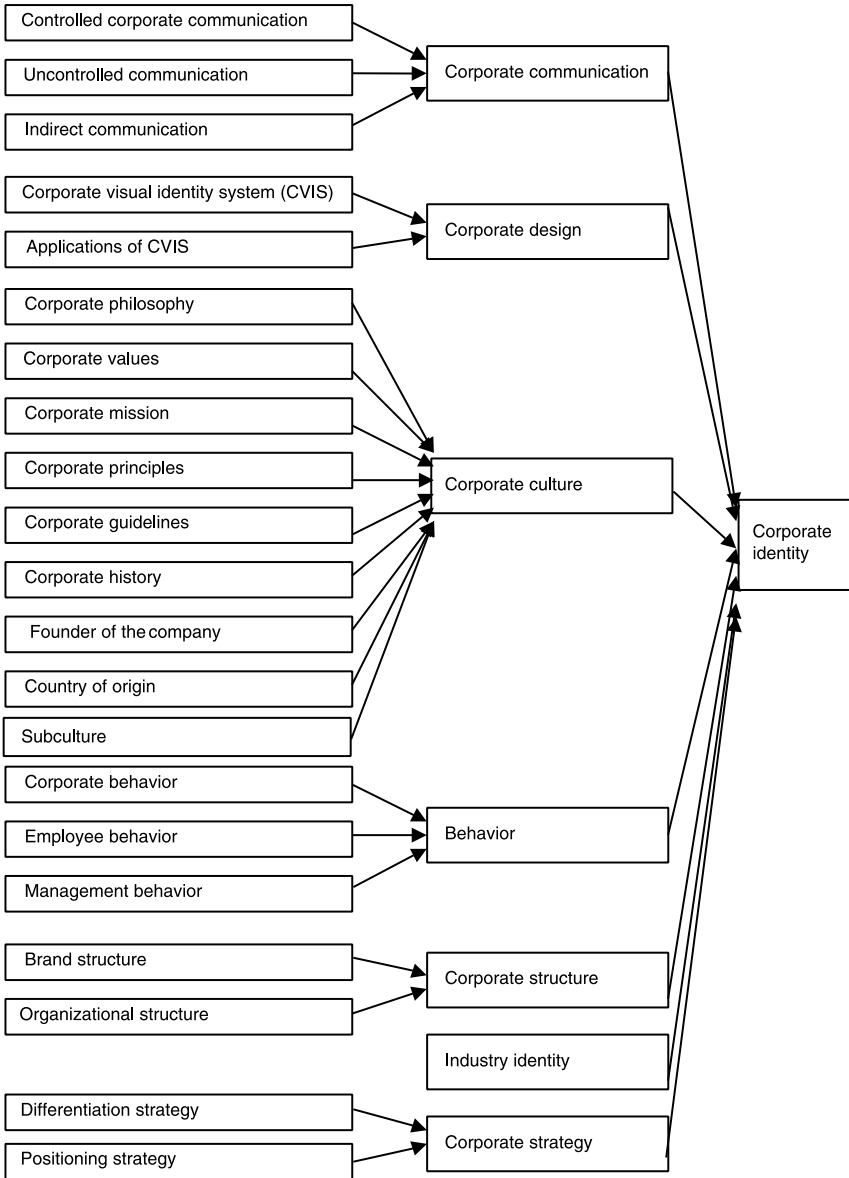 Controlled corporate communication
Uncontrolled communication
Indirect communication
Corporate communication
Corporate visual identity system (CVIS)
Applications of CVIS
Corporate design
Corporate philosophy
Corporate values
Corporate mission
Corporate principles
Corporate guidelines
Corporate history
Founder of the company
Country of origin
Subculture
Corporate culture
Corporate behavior
Employee behavior
Management behavior
Behavior
Brand structure
Organizational structure
Corporate structure
Industry identity
Differentiation strategy
Positioning strategy
Corporate strategy
Corporate
identity